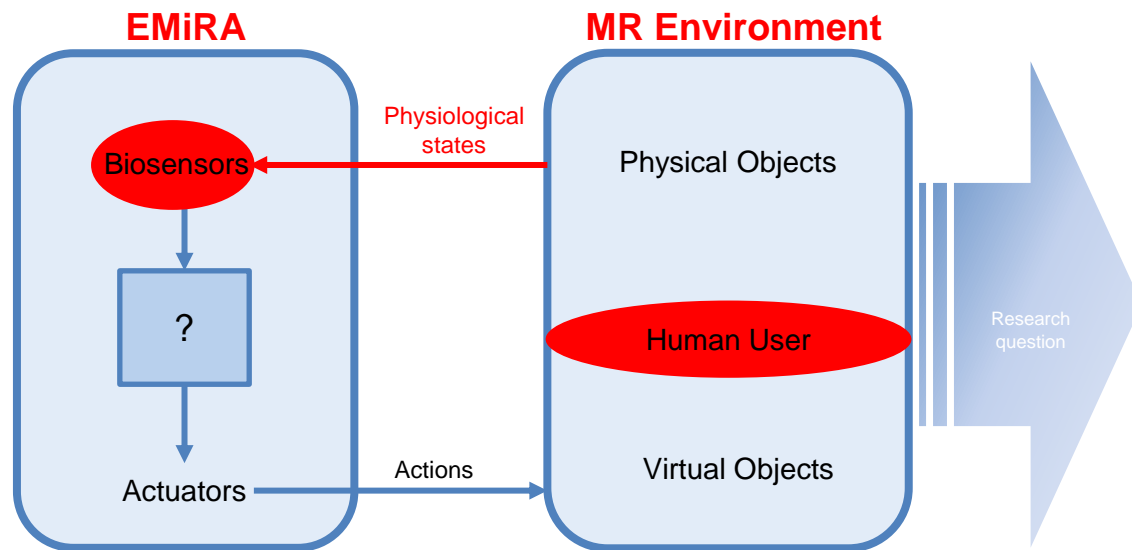 EMiRA
MR Environment
Physiological
states
Biosensors
Physical Objects
?
Human User
Research
question
Actuators
Actions
Virtual Objects